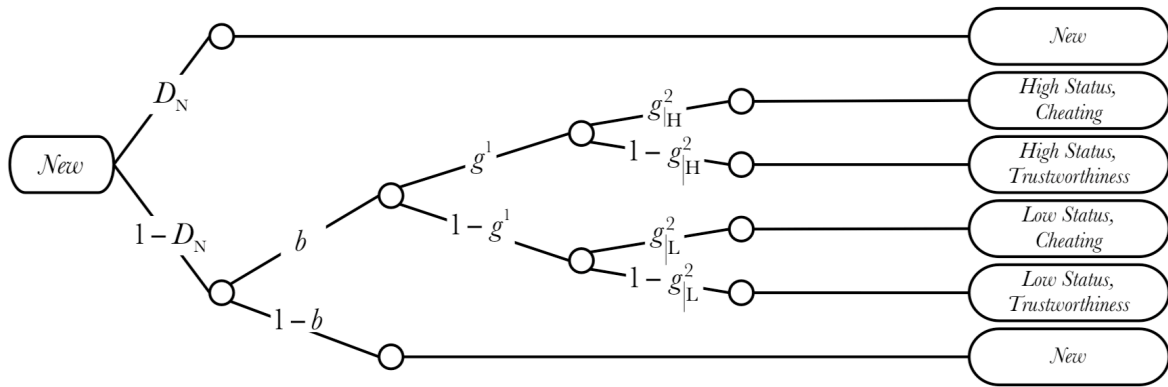 New
D_N
High Status,
Cheating
g^2_{|H}
g^1
1 – g^2_{|H}
High Status,
Trustworthiness
New
1 – D_N
b
1 – g^1
g^2_{|L}
Low Status,
Cheating
1 – g^2_{|L}
Low Status,
Trustworthiness
1 – b
New